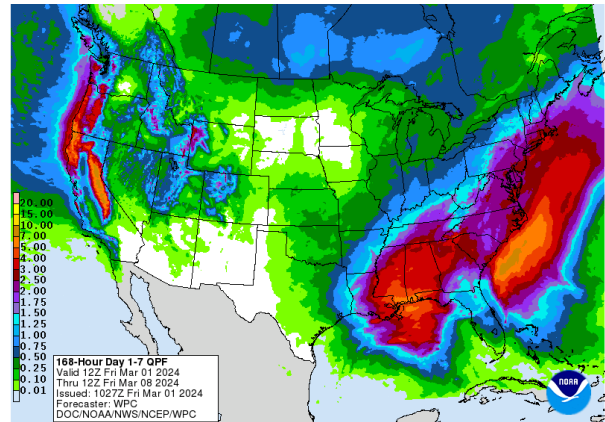 20.00
15.00
10.00
7.00
5.00
4.00
3.00
2.50
2.00
1.75
1.50
1.25
1.00
0.75
0.50
0.25
0.10
0.01
168-Hour Day 1-7 QPF
Valid 12Z Fri Mar 01 2024
Thru 12Z Fri Mar 08 2024
Issued: 1027Z Fri Mar 01 2024
Forecaster: WPC
DOC/NOAA/NWS/NCEP/WPC
NOAA